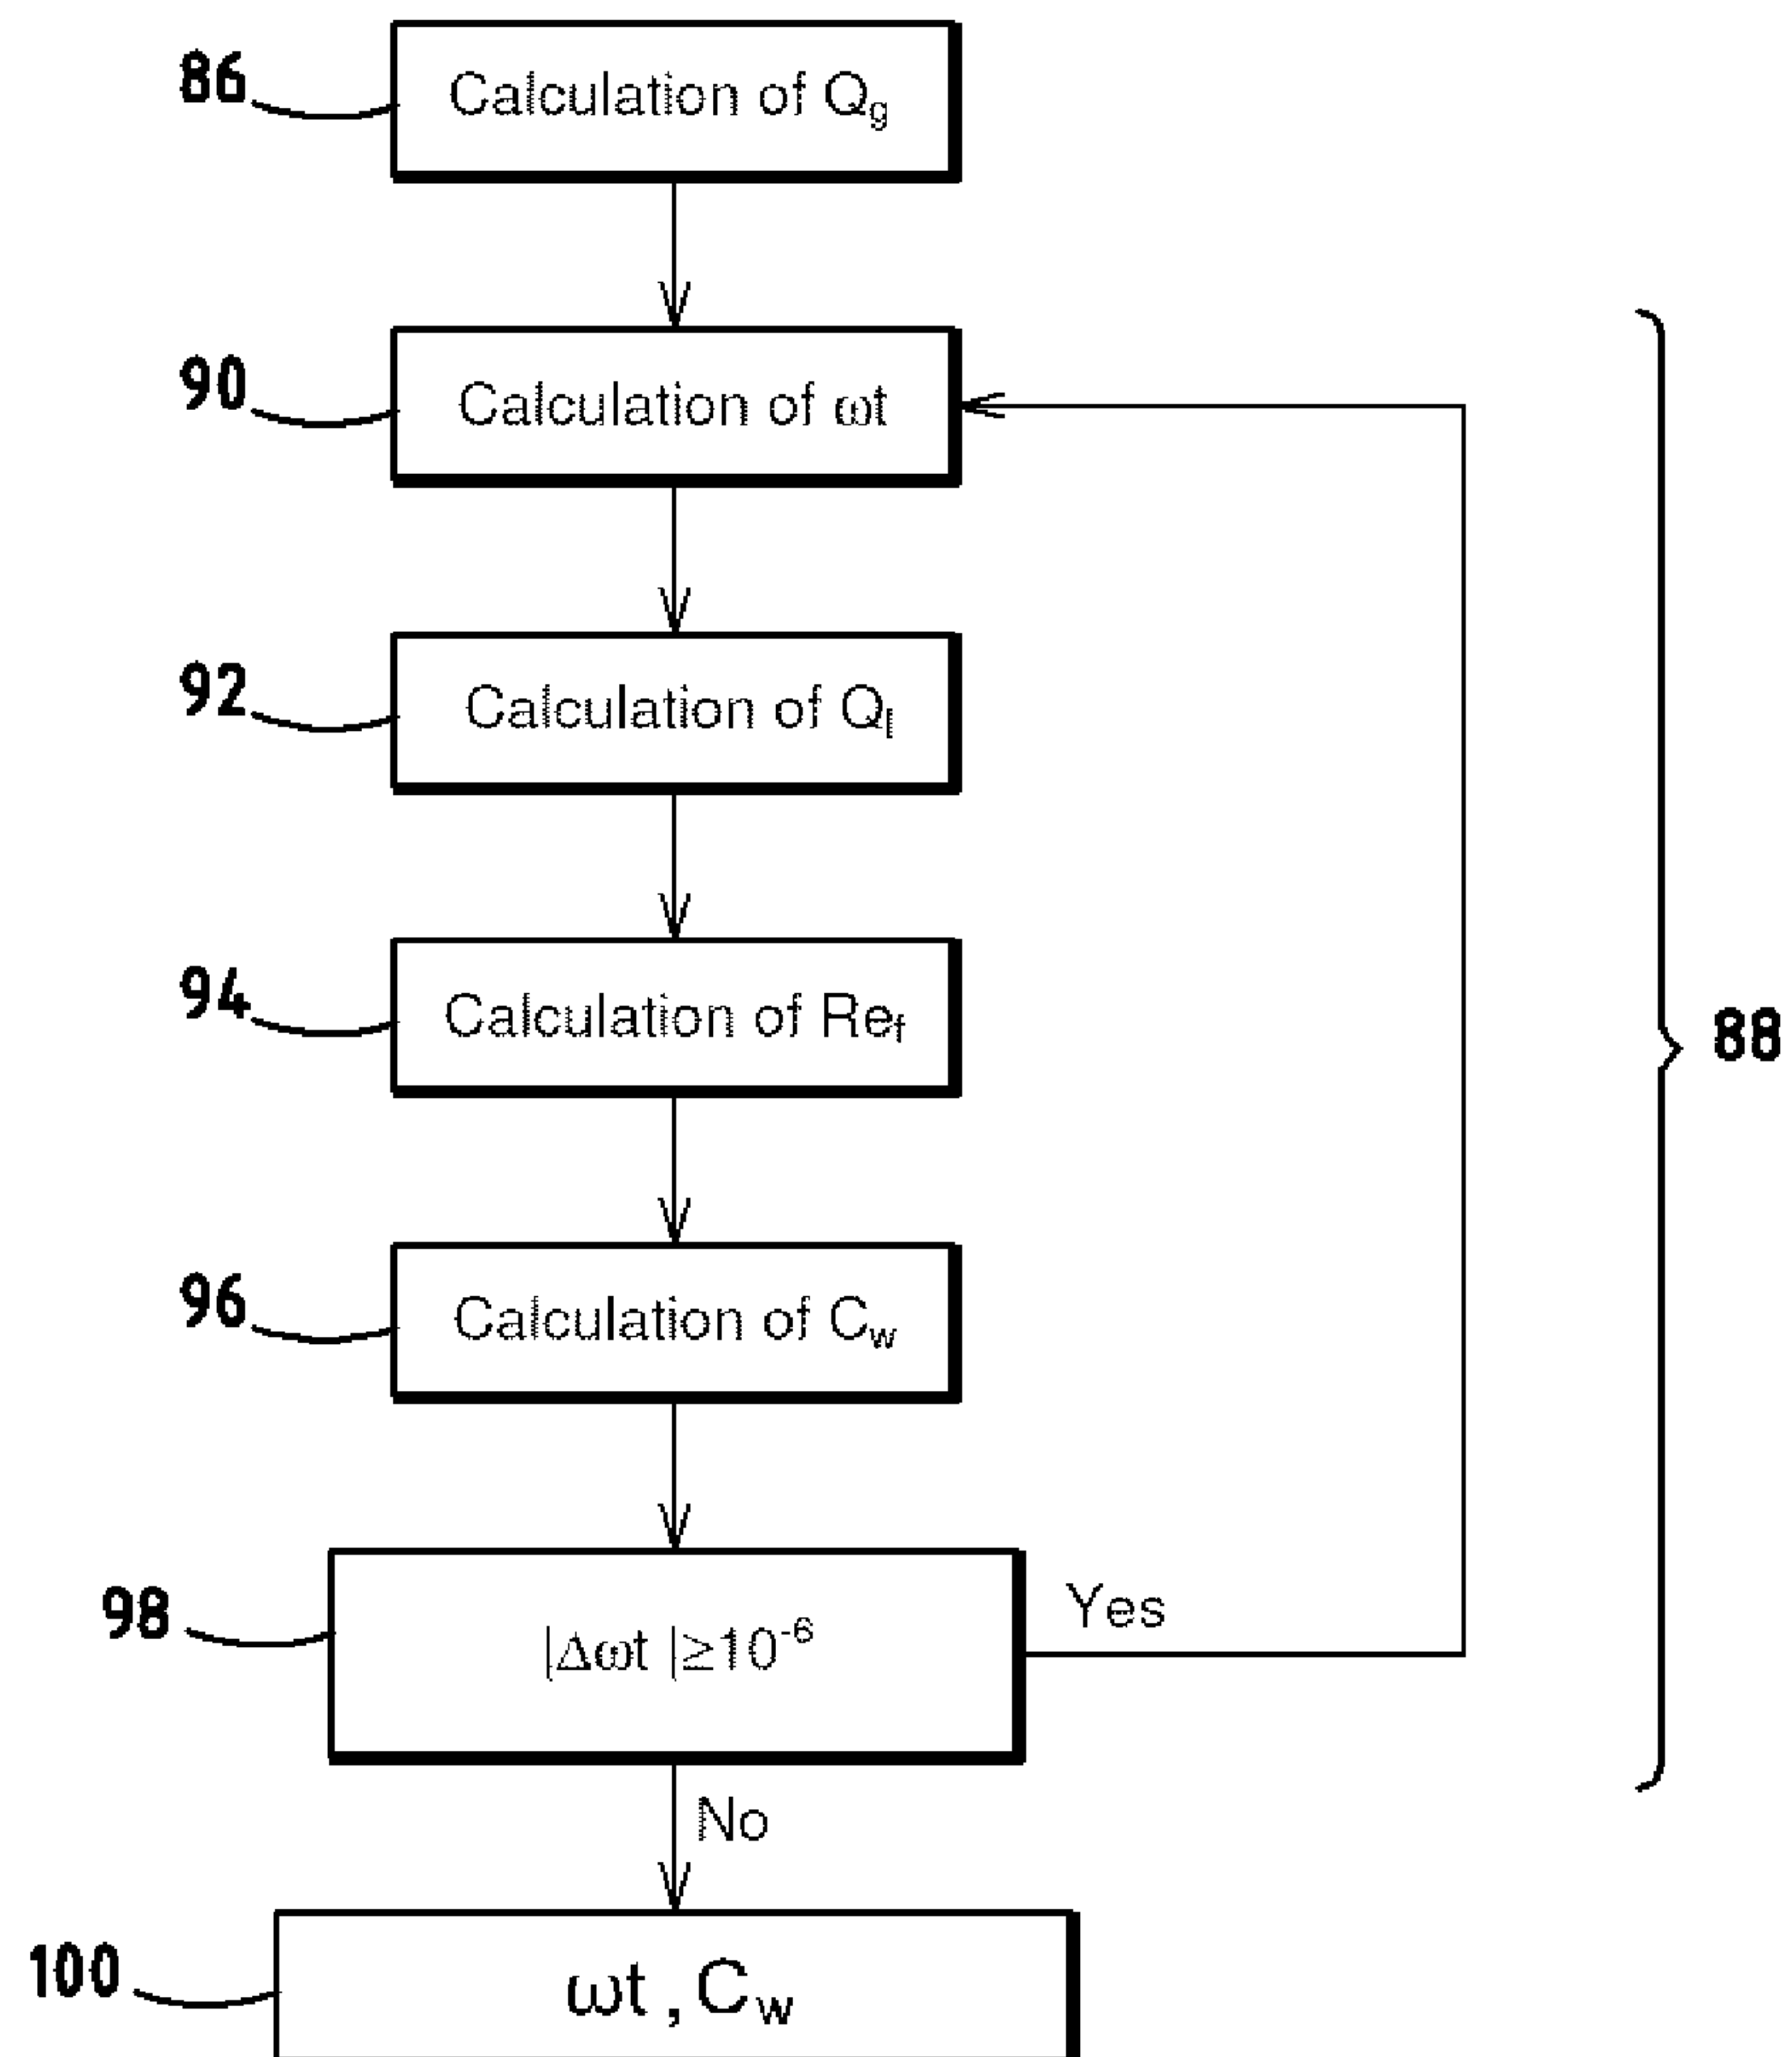 86
Calculation of Qg
90
Calculation of ωt
92
Calculation of Ql
94
Calculation of Ref
96
Calculation of Cw
88
98
|Δωt |≥10-6
Yes
No
100
ωt , Cw